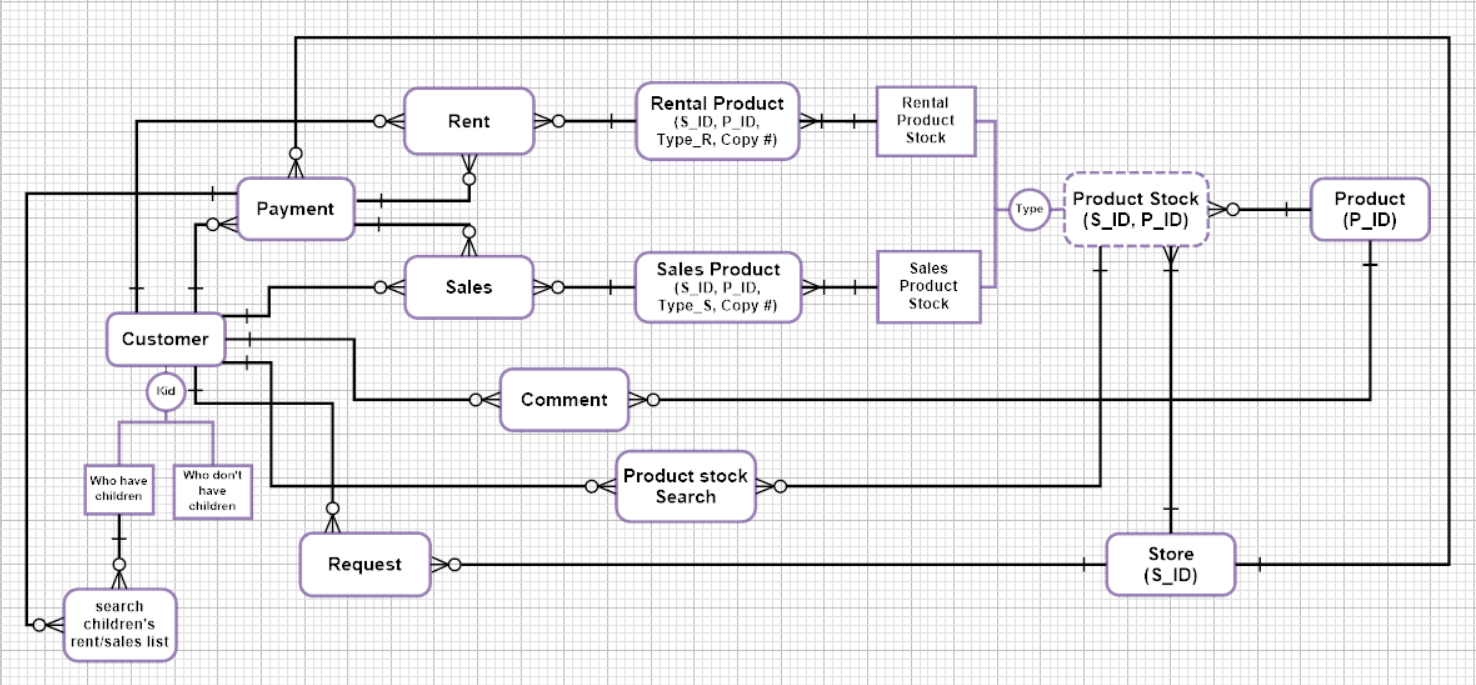 Rent
Rental Product
(S_ID, P_ID,
Type_R, Copy #)
Rental
Product
Stock
Payment
Type
Product Stock
(S_ID, P_ID)
Product
(P_ID)
Sales
Sales Product
(S_ID, P_ID,
Type_S, Copy #)
Sales
Product
Stock
Customer
Kid
Comment
Who have
children
Who don't
have
children
Product stock
Search
Request
Store
(S_ID)
search
children's
rent/sales list